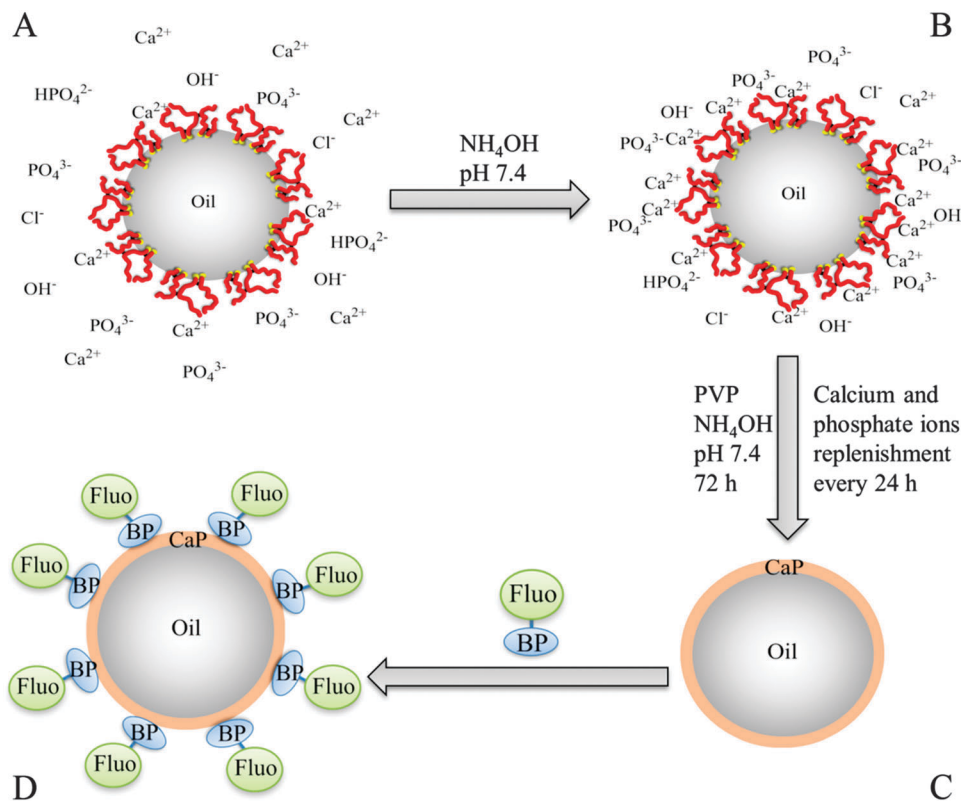 A
B
Ca²⁺
Ca²⁺
HPO₄²⁻
OH⁻
Ca²⁺
PO₄³⁻
Ca²⁺
Cl⁻
PO₄³⁻
Oil
Cl⁻
Ca²⁺
HPO₄²⁻
Ca²⁺
OH⁻
OH⁻
PO₄³⁻
Ca²⁺
PO₄³⁻
Ca²⁺
Ca²⁺
PO₄³⁻
NH₄OH
pH 7.4
PO₄³⁻
PO₄³⁻
Ca²⁺
Cl⁻
Ca²⁺
OH⁻
Ca²⁺
Ca²⁺
PO₄³⁻
Ca²⁺
Ca²⁺
PO₄³⁻
Ca²⁺
Oil
Ca²⁺
Ca²⁺
OH
PO₄³⁻
Ca²⁺
Ca²⁺
Ca²⁺
HPO₄²⁻
PO₄³⁻
Ca²⁺
Ca²⁺
Cl⁻
OH⁻
PVP
NH₄OH
pH 7.4
72 h
Calcium and
phosphate ions
replenishment
every 24 h
CaP
Oil
Fluo
BP
Fluo
Fluo
BP
CaP
BP
Fluo
Fluo
BP
BP
Oil
Fluo
BP
BP
Fluo
Fluo
BP
BP
Fluo
D
C